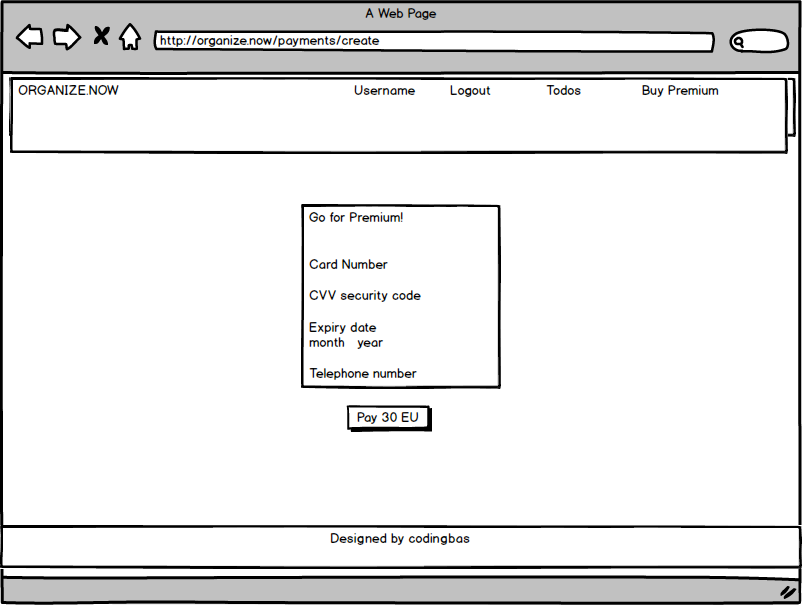 A Web Page
http://organize.now/payments/create
ORGANIZE.NOW Username Logout Todos Buy Premium
Go for Premium!
Card Number
CVV security code
Expiry date
month year
Telephone number
Pay 30 EU
Designed by codingbas